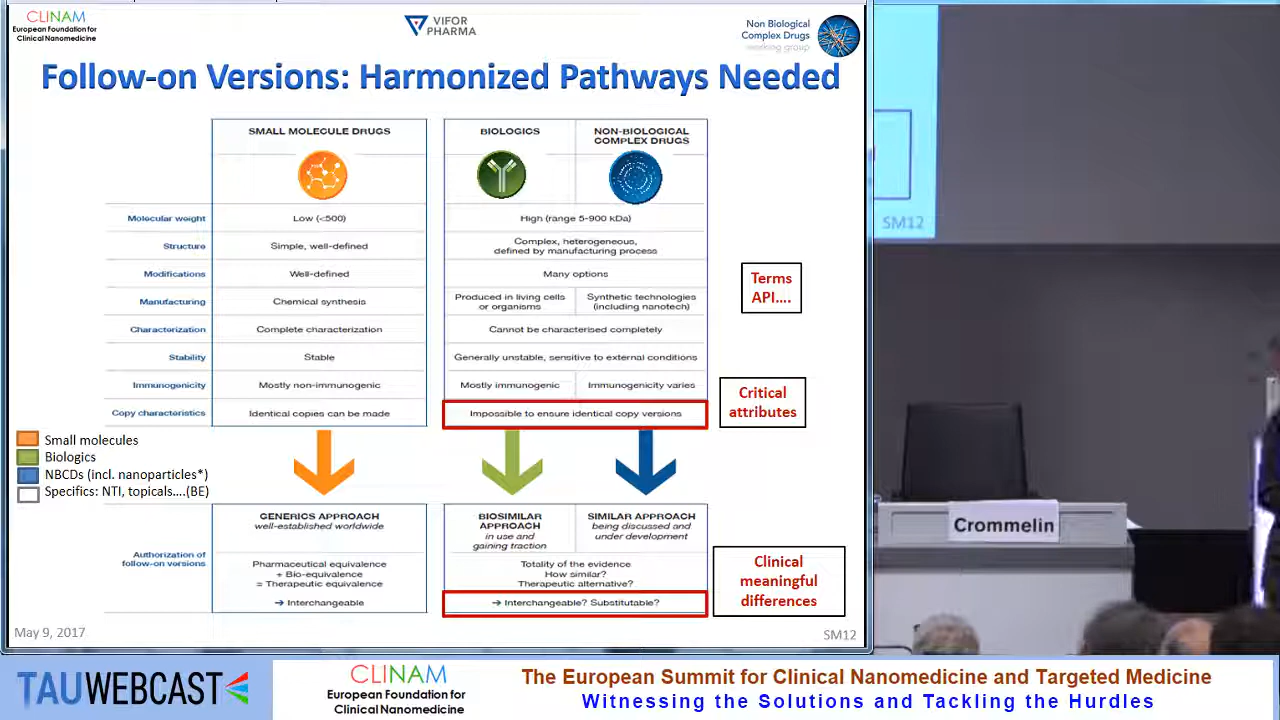 CLINAM
European Foundation for
Clinical Nanomedicine
VIFOR
PHARMA
Non Biological
Complex Drugs
working group
Follow-on Versions: Harmonized Pathways Needed
SMALL MOLECULE DRUGS
BIOLOGICS
NON-BIOLOGICAL
COMPLEX DRUGS
Molecular weight
Low (<500)
High (range 5-900 kDa)
Structure
Simple, well-defined
Complex, heterogeneous,
defined by manufacturing process
Modifications
Well-defined
Many options
Manufacturing
Chemical synthesis
Produced in living cells
or organisms
Synthetic technologies
(including nanotech)
Characterization
Complete characterization
Cannot be characterised completely
Stability
Stable
Generally unstable, sensitive to external conditions
Immunogenicity
Mostly non-immunogenic
Mostly immunogenic
Immunogenicity varies
Copy characteristics
Identical copies can be made
Impossible to ensure identical copy versions
Terms
API....
Critical
attributes
Small molecules
Biologics
NBCDs (incl. nanoparticles*)
Specifics: NTI, topicals....(BE)
GENERICS APPROACH
well-established worldwide
BIOSIMILAR
APPROACH
in use and
gaining traction
SIMILAR APPROACH
being discussed and
under development
Authorization of
follow-on versions
Pharmaceutical equivalence
+ Bio-equivalence
= Therapeutic equivalence
→ Interchangeable
Totality of the evidence
How similar?
Therapeutic alternative?
→ Interchangeable? Substitutable?
Clinical
meaningful
differences
May 9, 2017
SM12
SM12
Crommelin
TAUWEBCAST
CLINAM
European Foundation for
Clinical Nanomedicine
The European Summit for Clinical Nanomedicine and Targeted Medicine
Witnessing the Solutions and Tackling the Hurdles